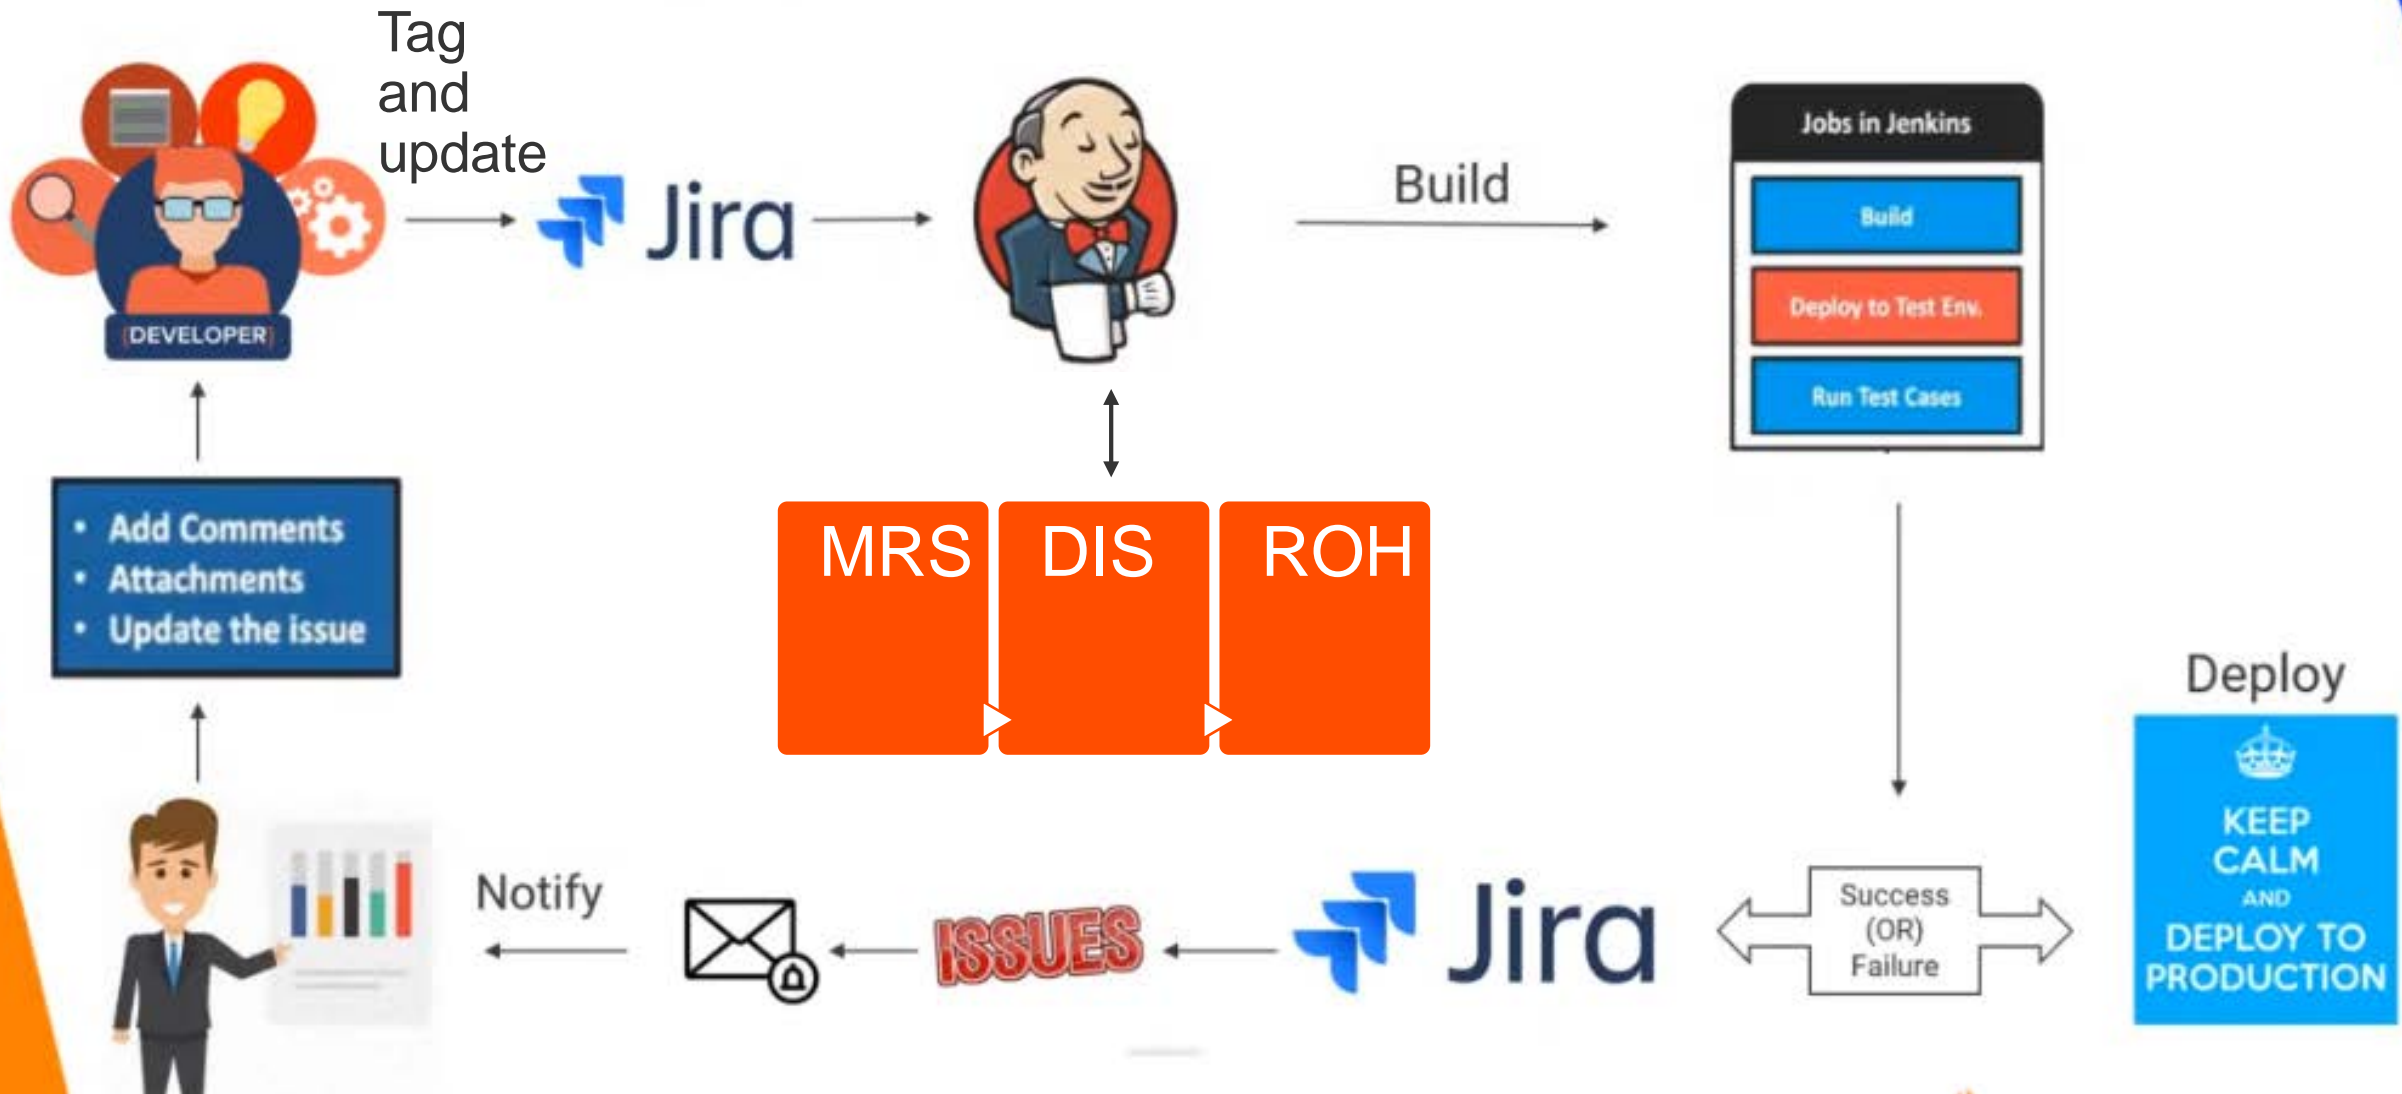 Tag
and
update
{DEVELOPER}
Jira
Build
Jobs in Jenkins
Build
Deploy to Test Env.
Run Test Cases
• Add Comments
• Attachments
• Update the issue
MRS
DIS
ROH
Notify
ISSUES
Jira
Success
(OR)
Failure
Deploy
KEEP
CALM
AND
DEPLOY TO
PRODUCTION